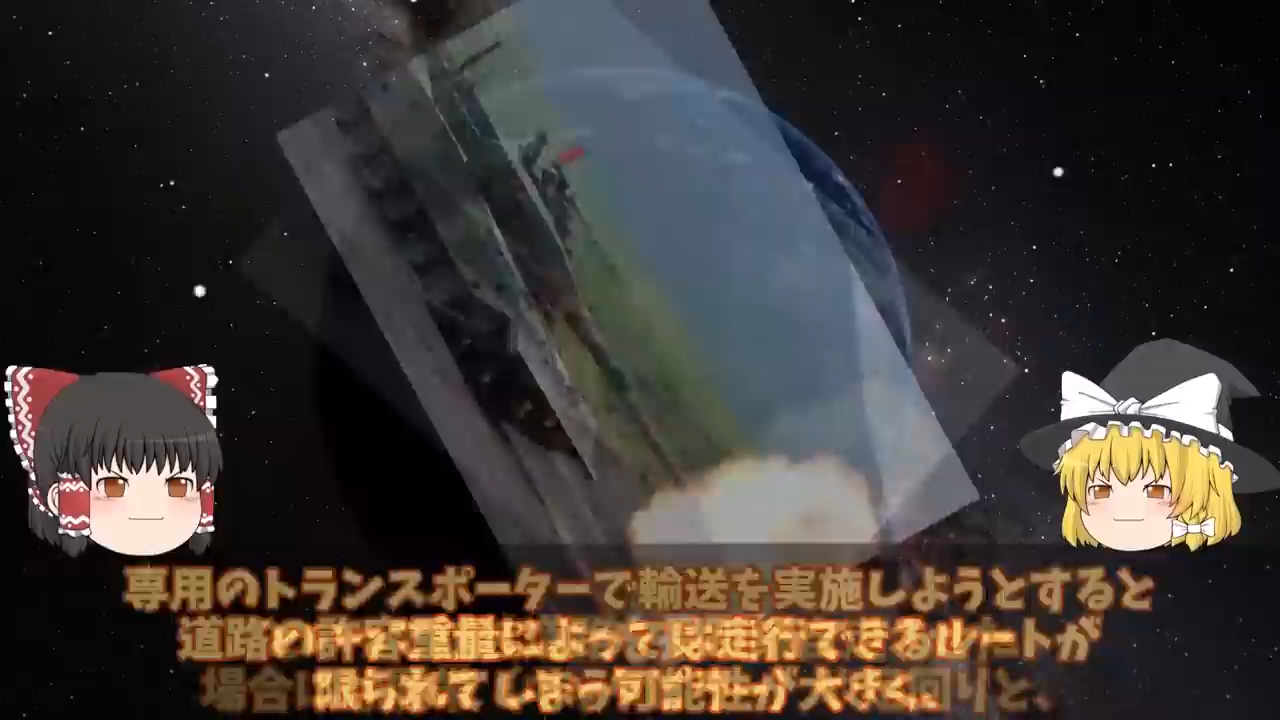 専用のトランスポーターで輸送を実施しようとすると
道路の許容重量によって走行できるルートが
限られてしまう可能性が大きく